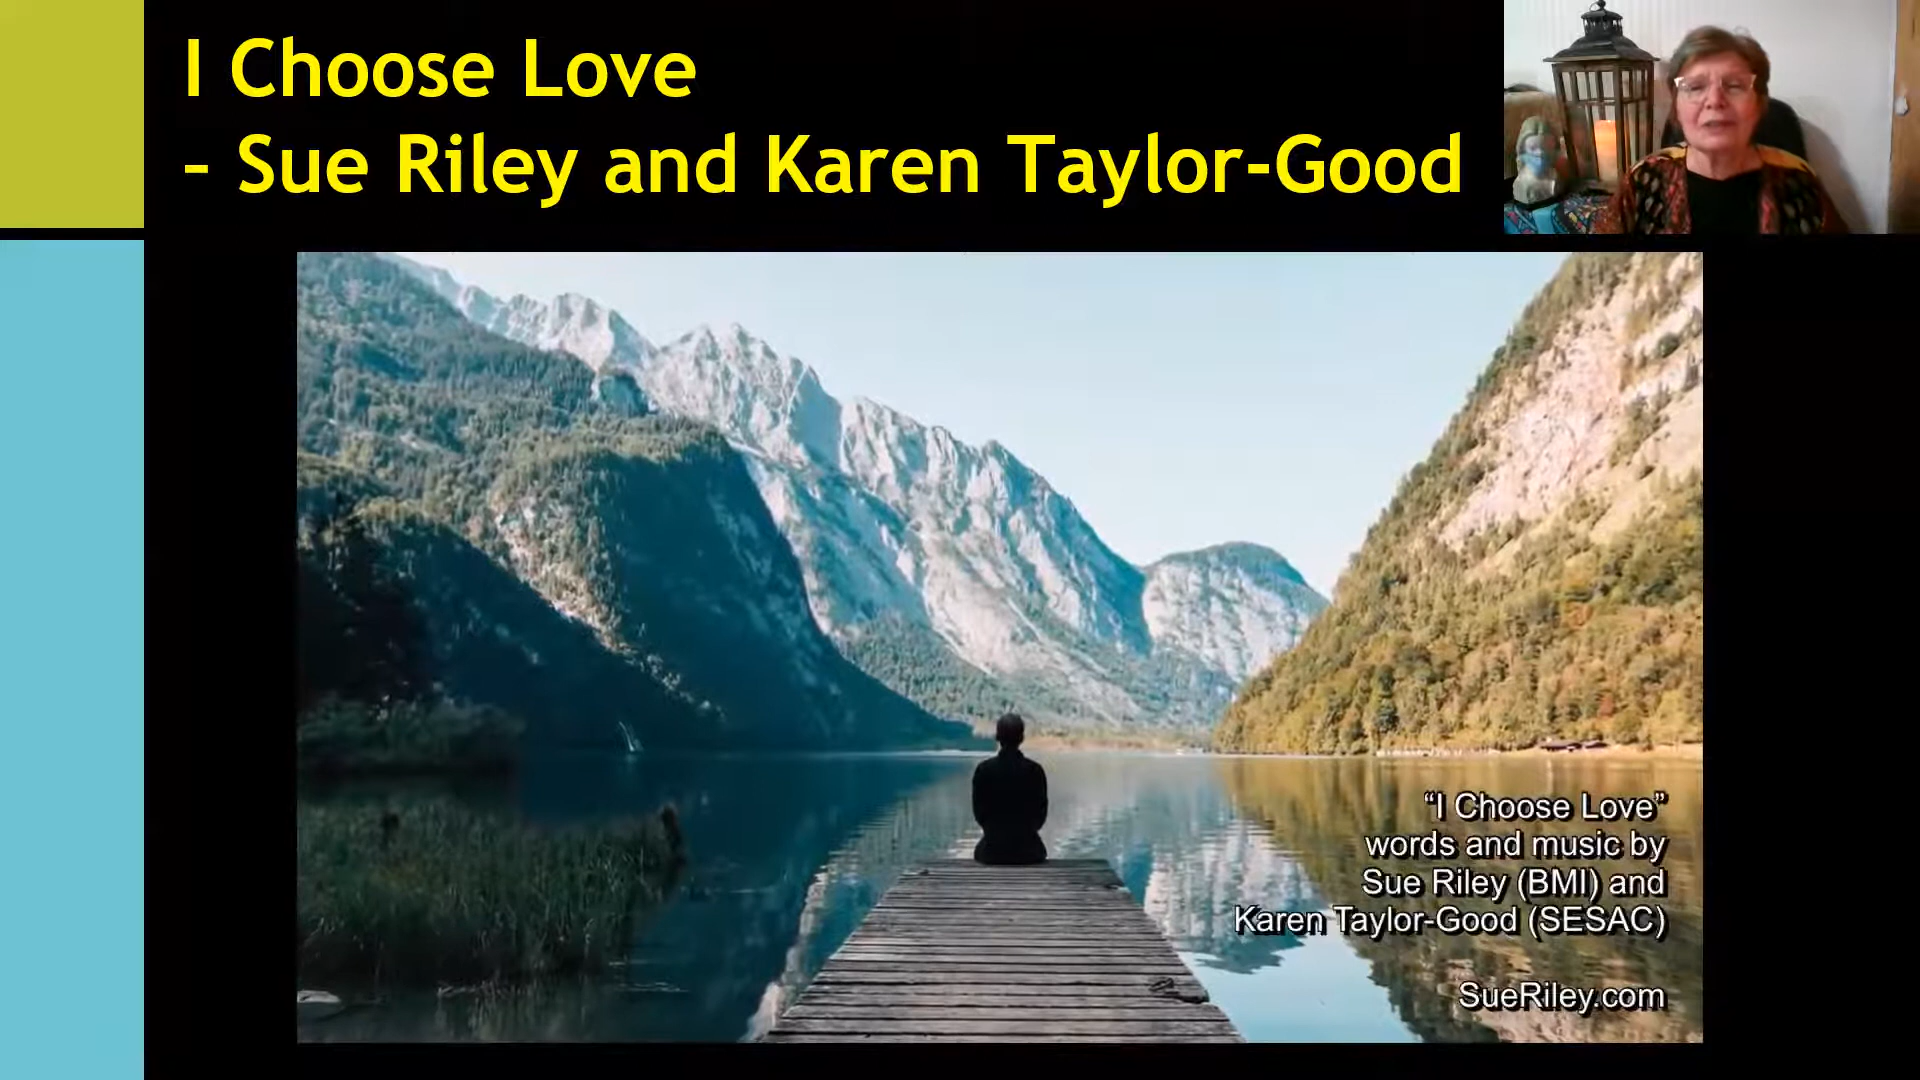 I Choose Love
– Sue Riley and Karen Taylor-Good
“I Choose Love”
words and music by
Sue Riley (BMI) and
Karen Taylor-Good (SESAC)
SueRiley.com